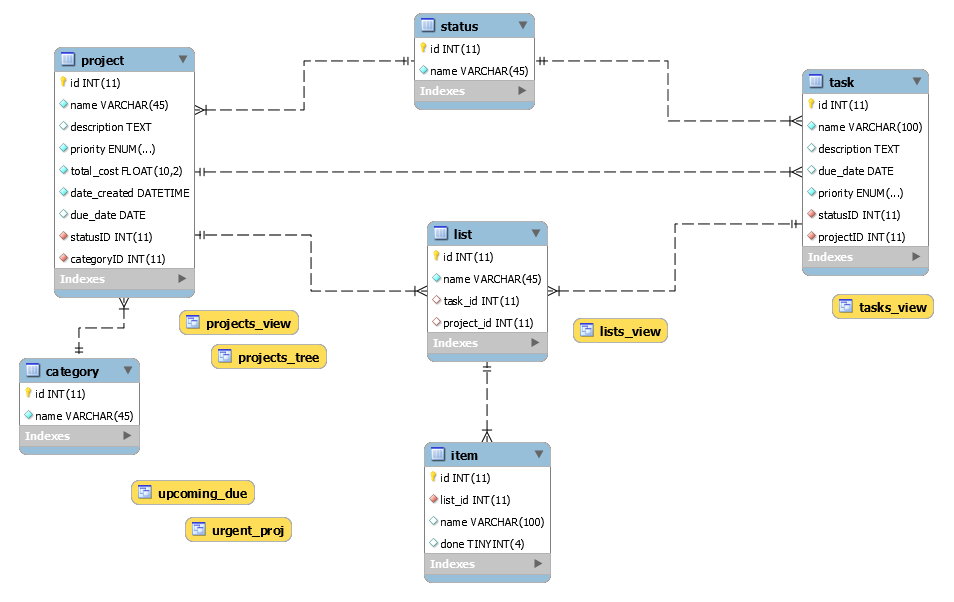 status
id INT(11)
name VARCHAR(45)
Indexes
project
id INT(11)
name VARCHAR(45)
description TEXT
priority ENUM(...)
total_cost FLOAT(10,2)
date_created DATETIME
due_date DATE
statusID INT(11)
categoryID INT(11)
Indexes
task
id INT(11)
name VARCHAR(100)
description TEXT
due_date DATE
priority ENUM(...)
statusID INT(11)
projectID INT(11)
Indexes
list
id INT(11)
name VARCHAR(45)
task_id INT(11)
project_id INT(11)
Indexes
tasks_view
projects_view
lists_view
projects_tree
category
id INT(11)
name VARCHAR(45)
Indexes
item
id INT(11)
list_id INT(11)
name VARCHAR(100)
done TINYINT(4)
Indexes
upcoming_due
urgent_proj